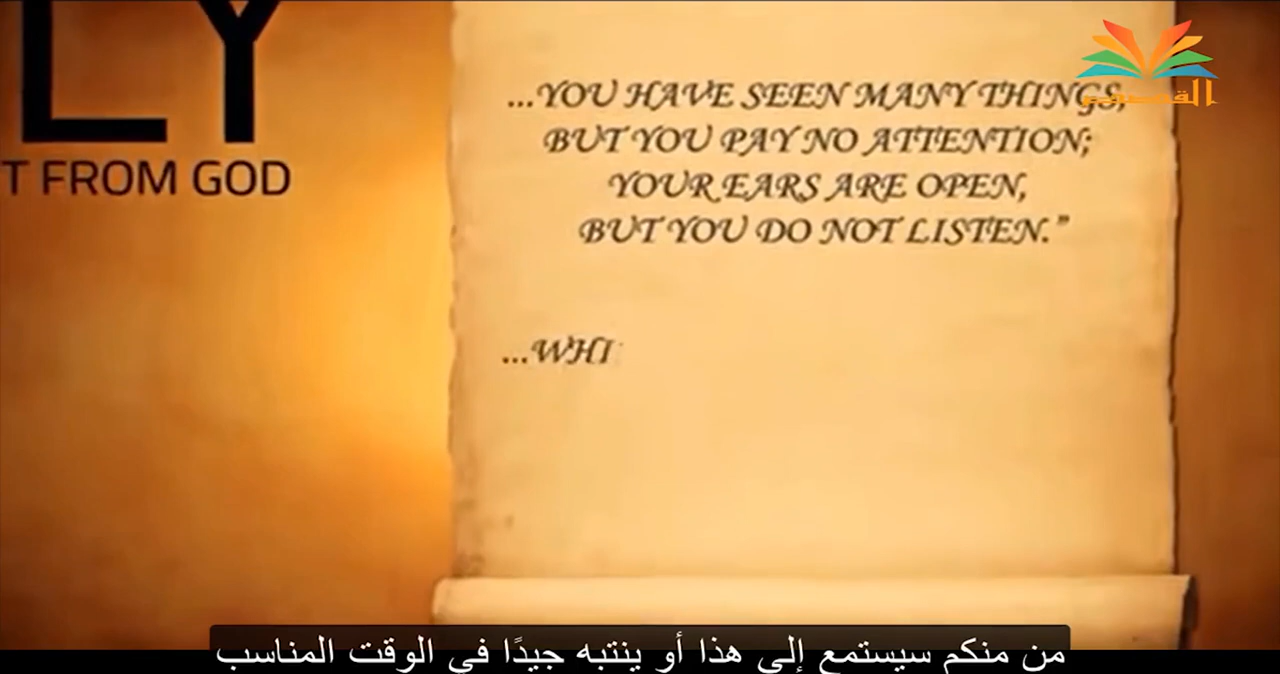 LY
T FROM GOD
...YOU HAVE SEEN MANY THINGS,
BUT YOU PAY NO ATTENTION;
YOUR EARS ARE OPEN,
BUT YOU DO NOT LISTEN.”
...WHI
القصص
من منكم سيستمع إلى هذا أو ينتبه جيدًا في الوقت المناسب